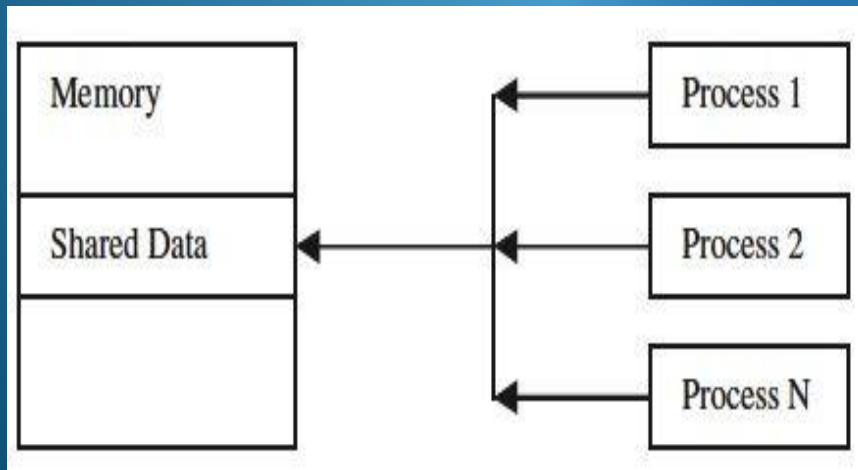 Memory
Shared Data
Process 1
Process 2
Process N